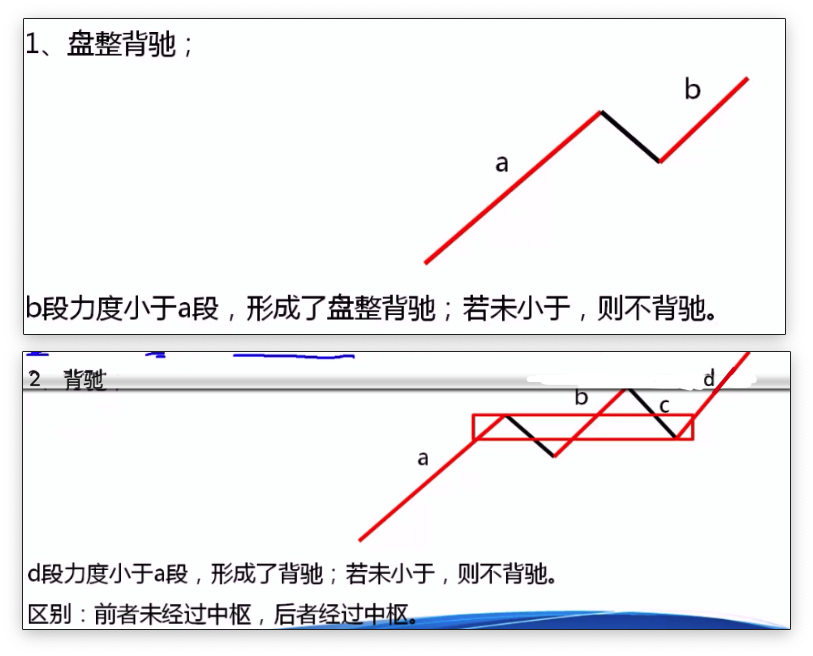 1、盘整背驰；
b
a
b段力度小于a段，形成了盘整背驰；若未小于，则不背驰。
2、背驰
d
b
c
a
d段力度小于a段，形成了背驰；若未小于，则不背驰。
区别：前者未经过中枢，后者经过中枢。